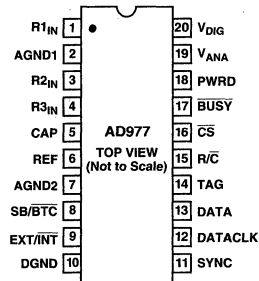 R1IN 1 20 VDIG
AGND1 2 19 VANA
R2IN 3 18 PWRD
R3IN 4 17 BUSY
CAP 5 AD977 16 CS
REF 6 TOP VIEW 15 R/C
AGND2 7 (Not to Scale) 14 TAG
SB/BTC 8 13 DATA
EXT/INT 9 12 DATACLK
DGND 10 11 SYNC